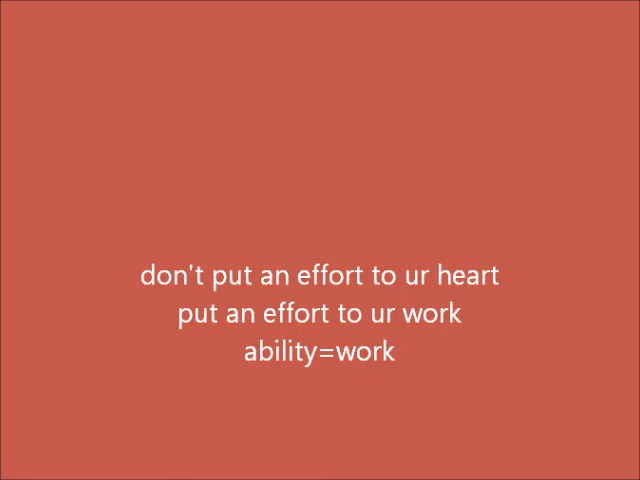 don't put an effort to ur heart
put an effort to ur work
ability=work